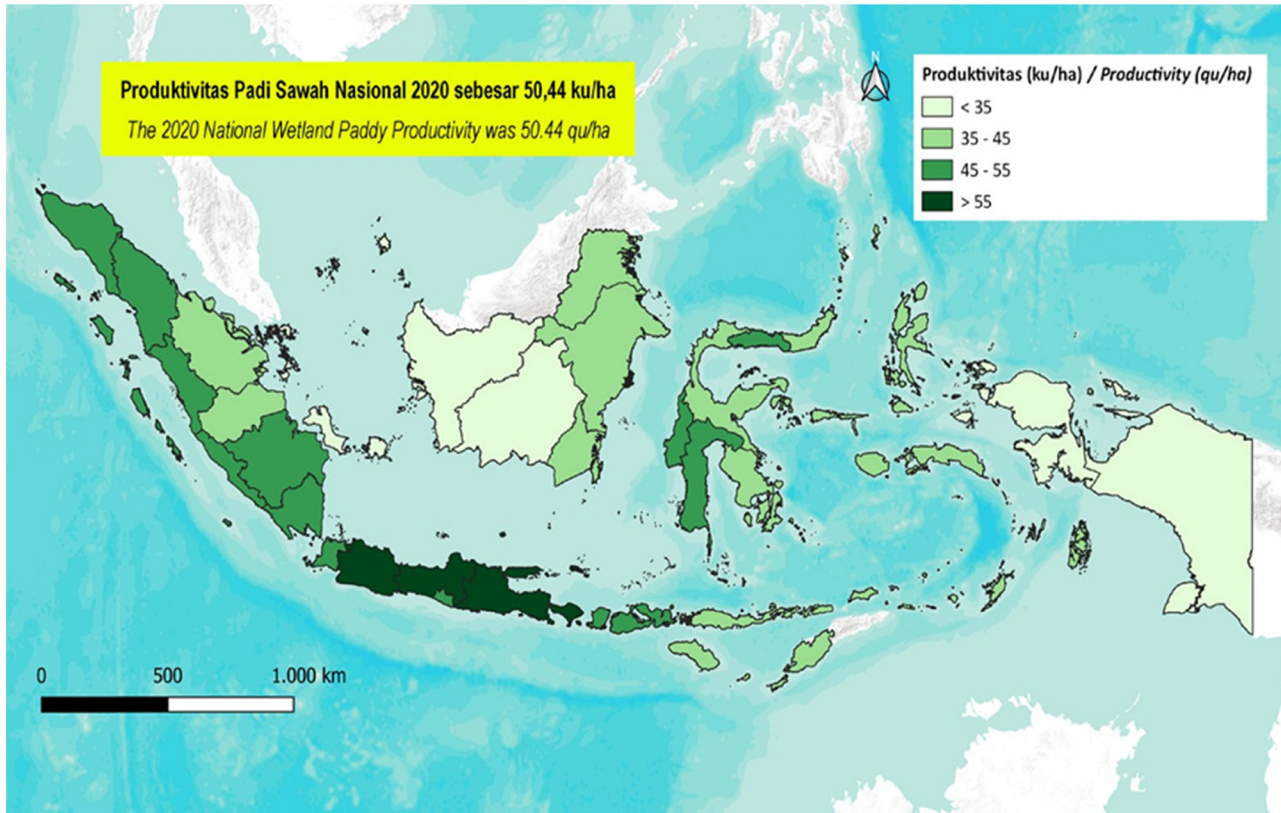 Produktivitas Padi Sawah Nasional 2020 sebesar 50,44 ku/ha
The 2020 National Wetland Paddy Productivity was 50.44 qu/ha
N
Produktivitas (ku/ha) / Productivity (qu/ha)
< 35
35 - 45
45 - 55
> 55
0 500 1.000 km